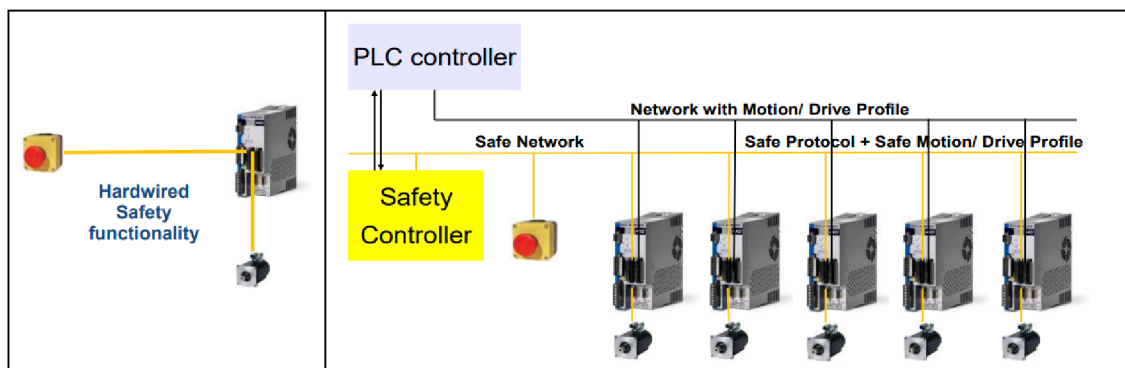 Hardwired
Safety
functionality
PLC controller
Network with Motion/ Drive Profile
Safe Network
Safe Protocol + Safe Motion/ Drive Profile
Safety
Controller